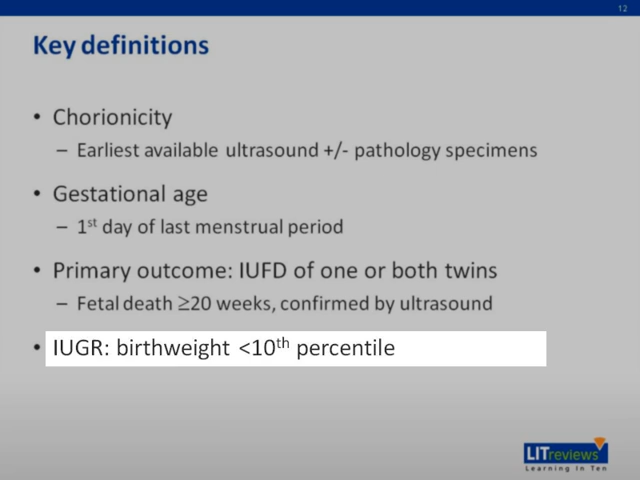 12
Key definitions
• Chorionicity
– Earliest available ultrasound +/- pathology specimens
• Gestational age
– 1st day of last menstrual period
• Primary outcome: IUFD of one or both twins
– Fetal death ≥20 weeks, confirmed by ultrasound
• IUGR: birthweight <10th percentile
LITreviews
Learning In Ten